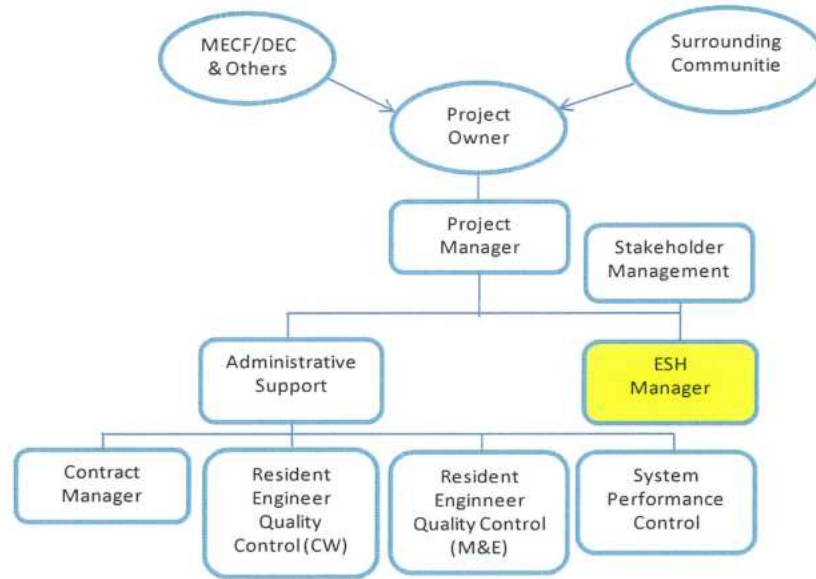 MECF/DEC
& Others
Surrounding
Communitie
Project
Owner
Project
Manager
Stakeholder
Management
Administrative
Support
ESH
Manager
Contract
Manager
Resident
Engineer
Quality
Control (CW)
Resident
Enginneer
Quality Control
(M&E)
System
Performance
Control